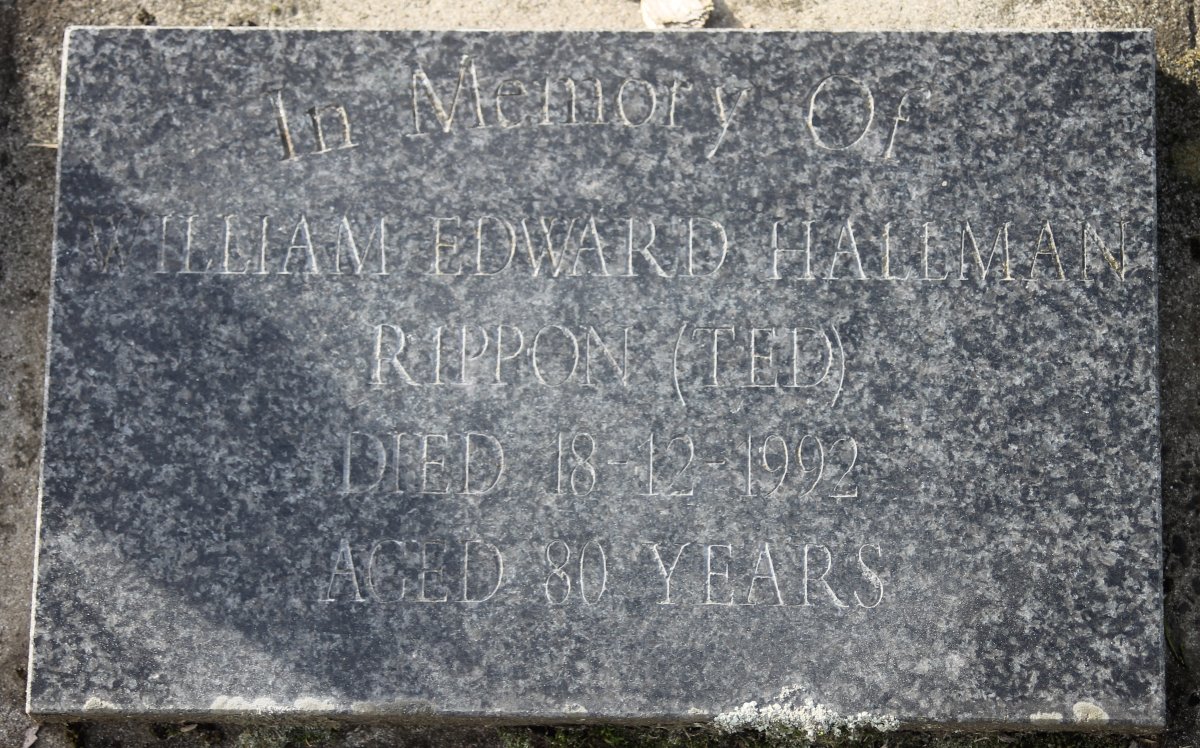 In Memory Of
WILLIAM EDWARD HALLMAN
RIPPON (TED)
DIED 18-12-1992
AGED 80 YEARS